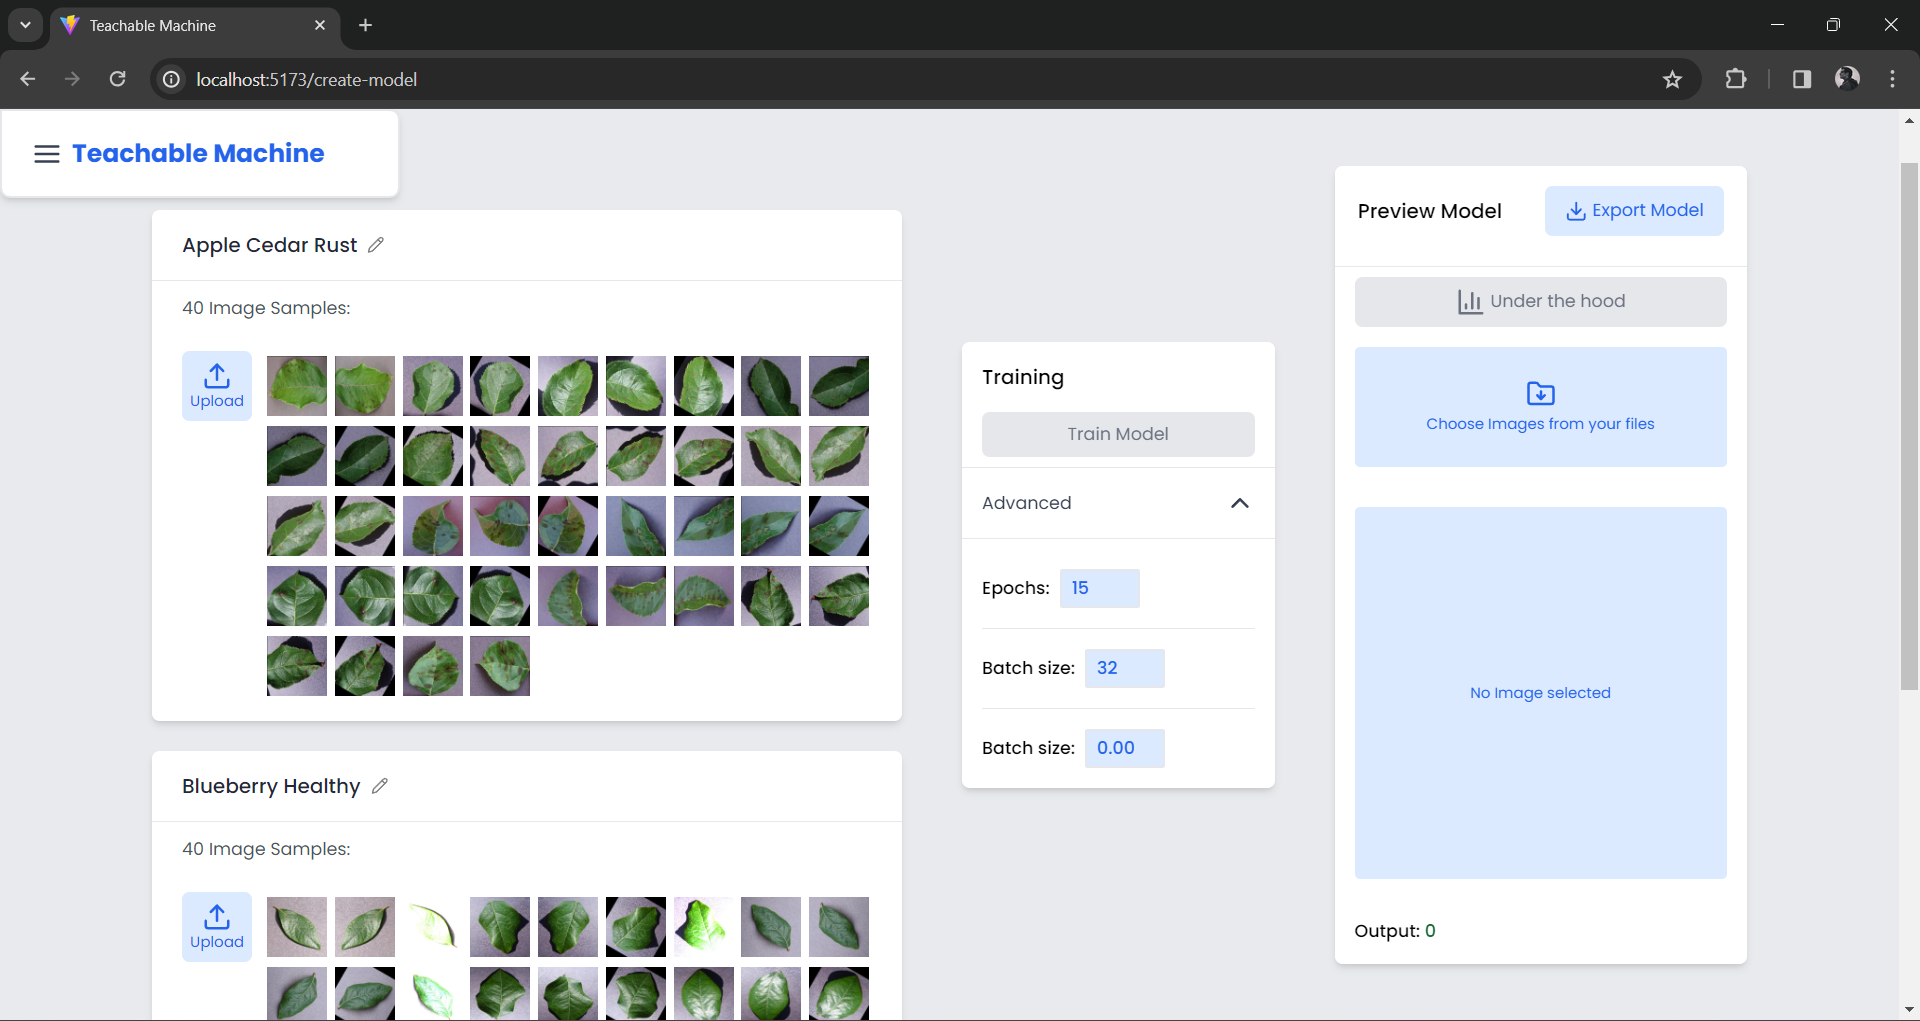 Teachable Machine
localhost:5173/create-model
Teachable Machine
Apple Cedar Rust
40 Image Samples:
Upload
Blueberry Healthy
40 Image Samples:
Upload
Training
Train Model
Advanced
Epochs: 15
Batch size: 32
Batch size: 0.00
Preview Model
Export Model
Under the hood
Choose Images from your files
No Image selected
Output: 0